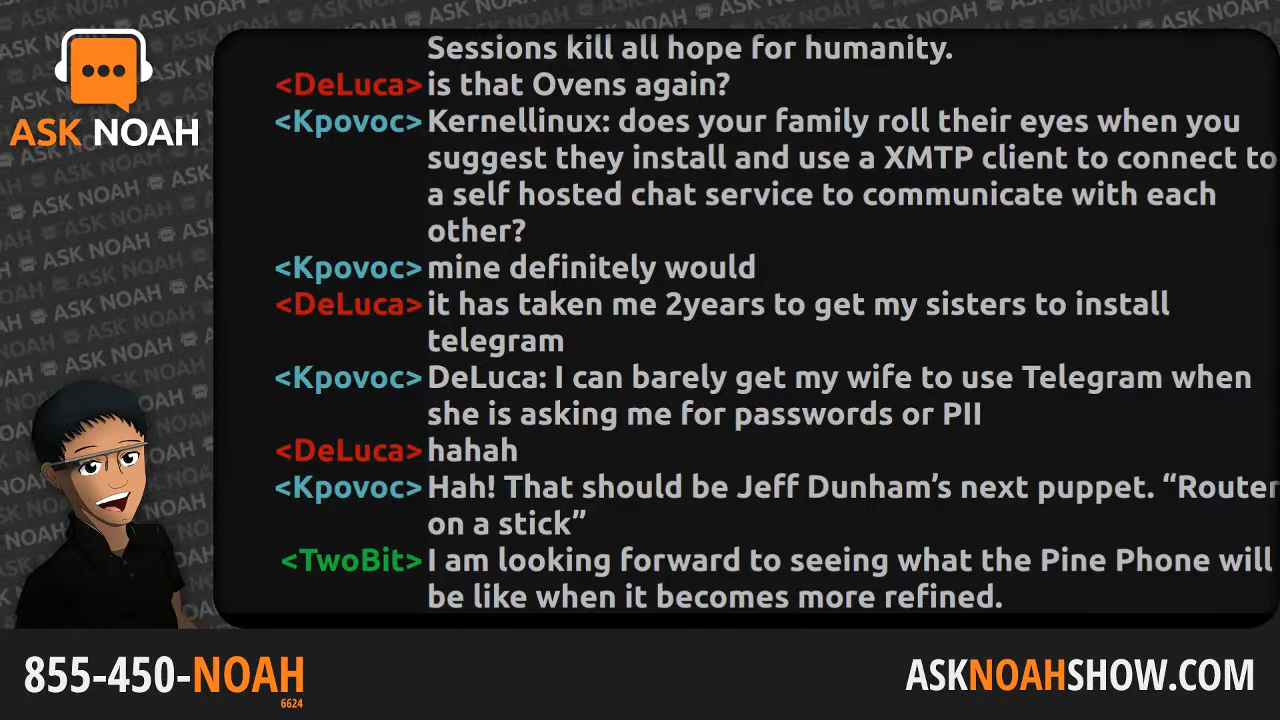 ASK NOAH
Sessions kill all hope for humanity.
<DeLuca> is that Ovens again?
<Kpovoc> Kernellinux: does your family roll their eyes when you
suggest they install and use a XMTP client to connect to
a self hosted chat service to communicate with each
other?
<Kpovoc> mine definitely would
<DeLuca> it has taken me 2years to get my sisters to install
telegram
<Kpovoc> DeLuca: I can barely get my wife to use Telegram when
she is asking me for passwords or PII
<DeLuca> hahah
<Kpovoc> Hah! That should be Jeff Dunham’s next puppet. “Router
on a stick”
<TwoBit> I am looking forward to seeing what the Pine Phone will
be like when it becomes more refined.
855-450-NOAH
6624
ASKNOAHSHOW.COM